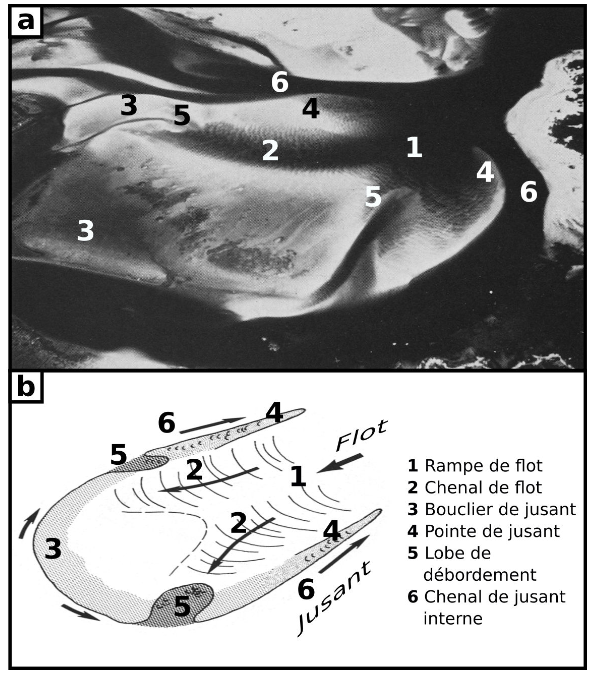 a
6
3
5
4
2
1
4
5
6
3
b
6
4
Flot
5
2
1
2
4
3
5
6
Jusant
1 Rampe de flot
2 Chenal de flot
3 Bouclier de jusant
4 Pointe de jusant
5 Lobe de
débordement
6 Chenal de jusant
interne